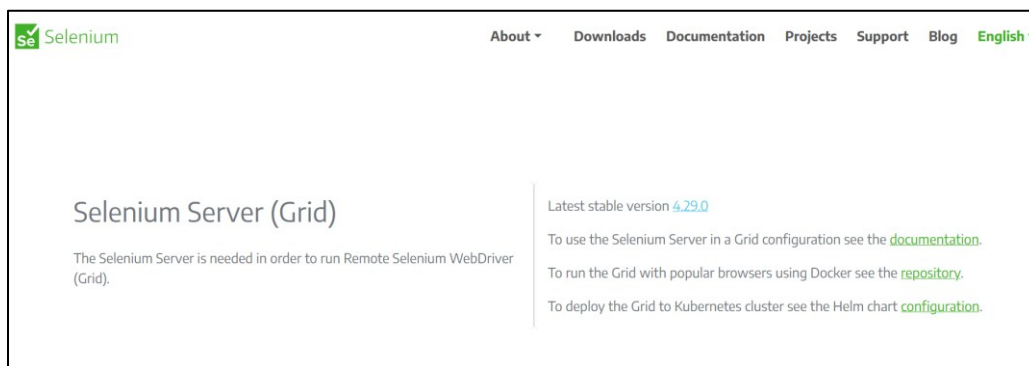 Se Selenium
About Downloads Documentation Projects Support Blog English
Selenium Server (Grid)
The Selenium Server is needed in order to run Remote Selenium WebDriver
(Grid).
Latest stable version 4.29.0
To use the Selenium Server in a Grid configuration see the documentation.
To run the Grid with popular browsers using Docker see the repository.
To deploy the Grid to Kubernetes cluster see the Helm chart configuration.